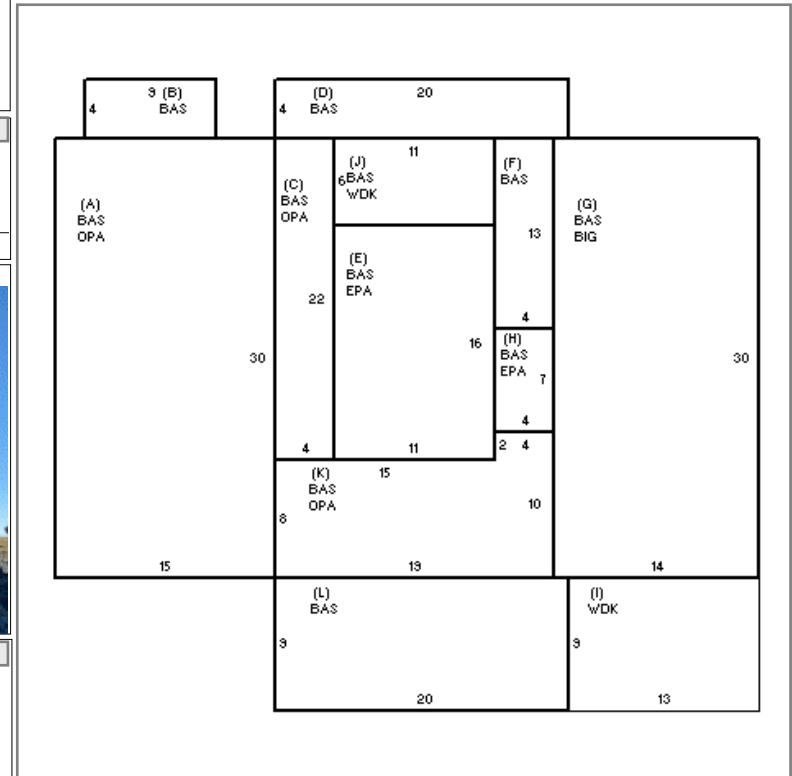 9 (B)
4 BAS
(D) 20
4 BAS
(A)
BAS
OPA
30
15
(C)
BAS
OPA
22
4
11
(J)
6 BAS
WDK
(E)
BAS
EPA
16
11
(F)
BAS
13
4
(H)
BAS
EPA 7
4
2 4
(G)
BAS
BIG
30
14
(K) 15
BAS
OPA
8
10
19
(L)
BAS
9
20
(I)
WDK
9
13